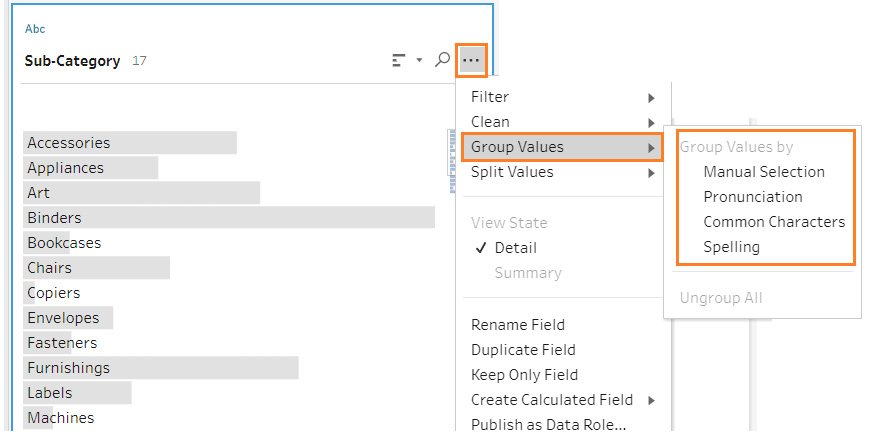 Abc
Sub-Category 17
Accessories
Appliances
Art
Binders
Bookcases
Chairs
Copiers
Envelopes
Fasteners
Furnishings
Labels
Machines
Filter
Clean
Group Values
Split Values
View State
✓ Detail
Summary
Rename Field
Duplicate Field
Keep Only Field
Create Calculated Field
Publish as Data Role...
Group Values by
Manual Selection
Pronunciation
Common Characters
Spelling
Ungroup All